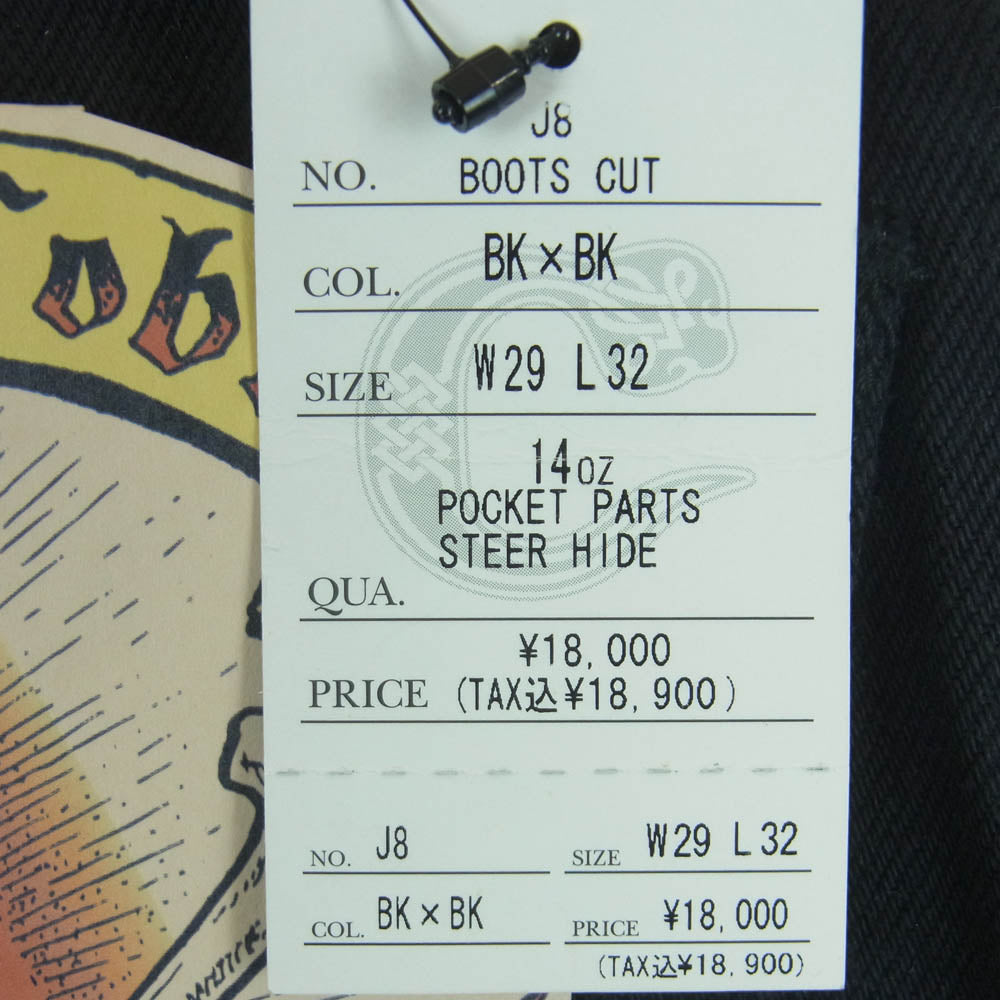 J8
NO. BOOTS CUT
COL. BK×BK
SIZE W29 L32
14oz
POCKET PARTS
STEER HIDE
QUA.
¥18,000
PRICE (TAX込¥18,900)
NO. J8
SIZE W29 L32
COL. BK×BK
PRICE ¥18,000
(TAX込¥18,900)